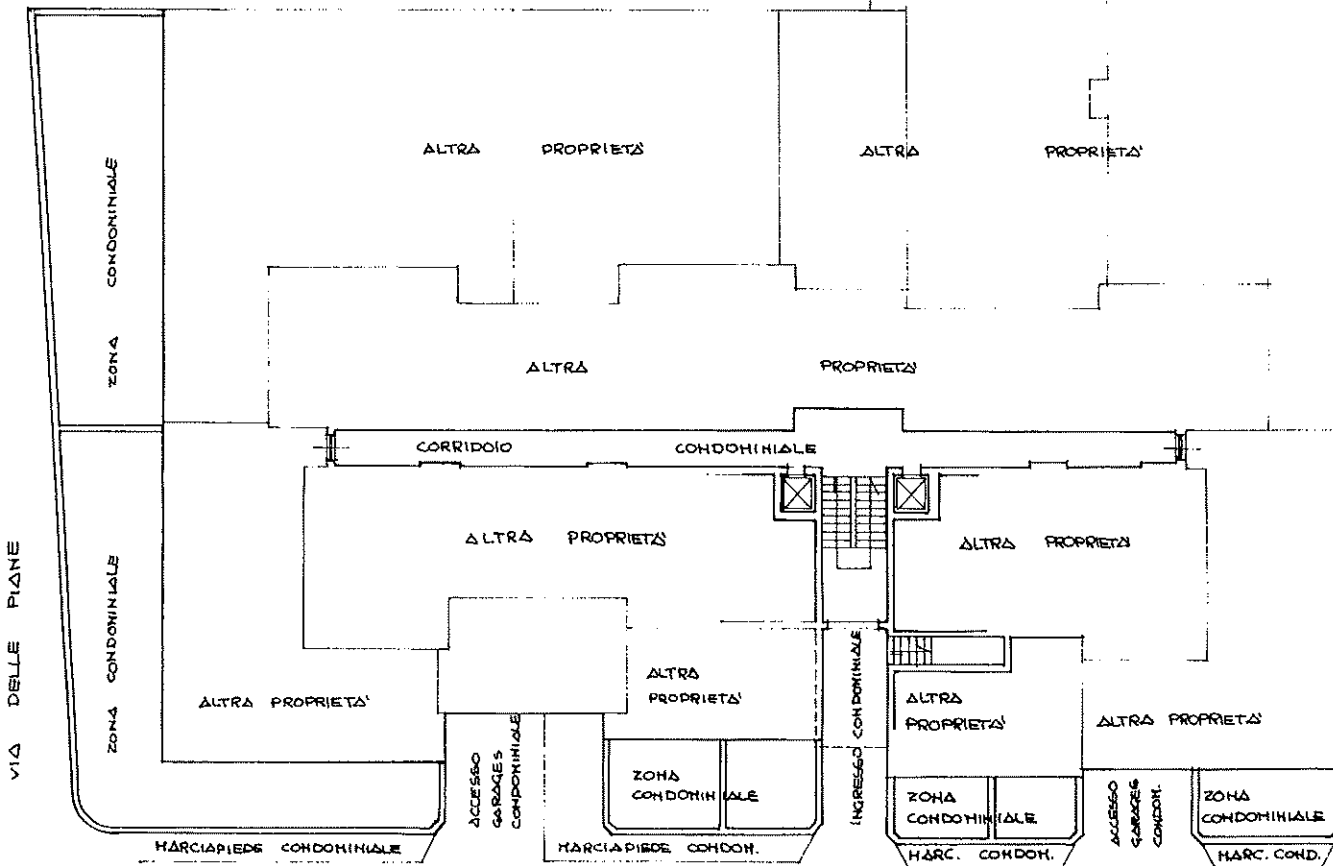 ALTRA PROPRIETA'
ALTRA PROPRIETA'
ZONA CONDOMINIALE
ALTRA PROPRIETA'
CORRIDOIO CONDOMINIALE
ALTRA PROPRIETA'
ALTRA PROPRIETA'
VIA DELLE PIANE
ZONA CONDOMINIALE
ALTRA PROPRIETA'
ALTRA
PROPRIETA'
INGRESSO CONDOMINIALE
ALTRA
PROPRIETA'
ALTRA PROPRIETA'
ACCESSO
GARAGES
CONDOMINIALE
ZONA
CONDOMINIALE
ZONA
CONDOMINIALE
ACCESSO
GARAGES
CONDOM.
ZONA
CONDOMINIALE
MARCIAPIEDE CONDOMINIALE
MARCIAPIEDE CONDOM.
MARC. CONDOM.
MARC. COND.